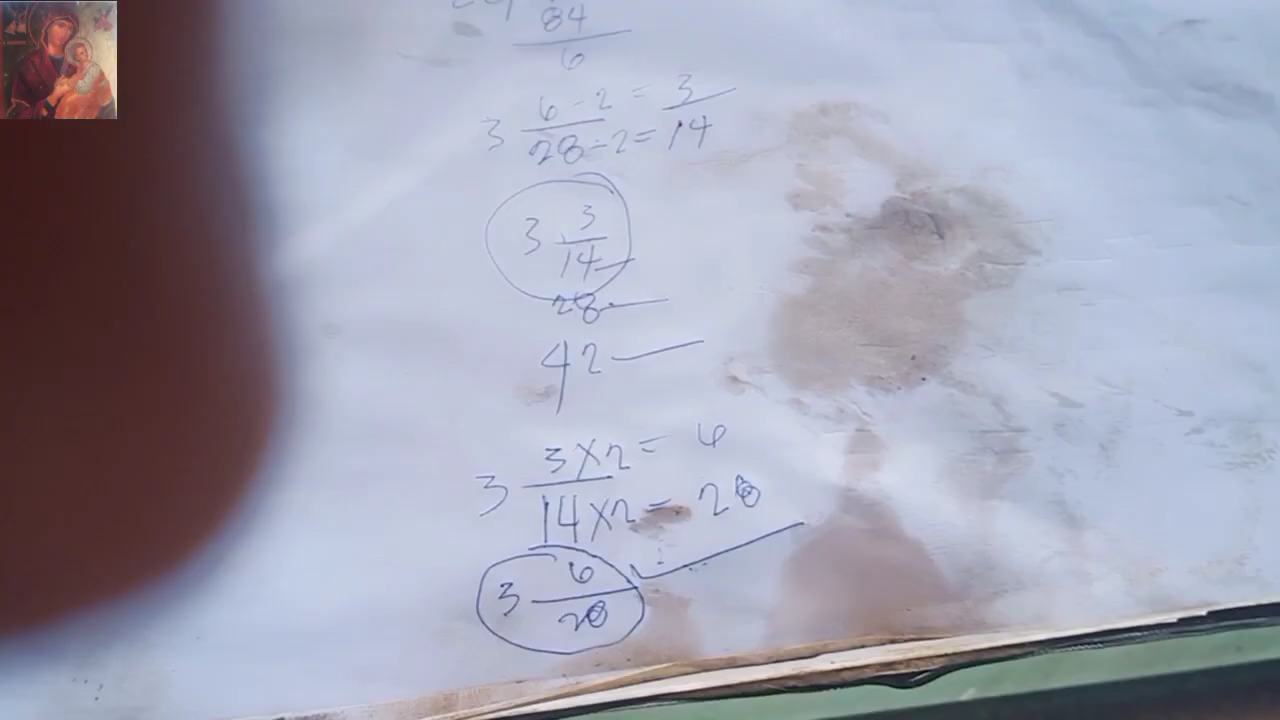 84
6
3 6÷2 = 3
28÷2 = 14
3 3
14
28
42
3 3×2 = 6
14×2 = 28
3 6
28